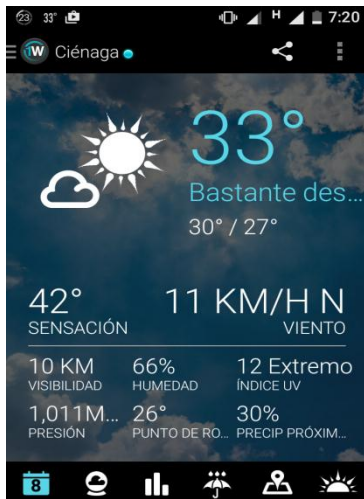 23 33° H 7:20
1W Ciénaga
33°
Bastante des...
30° / 27°
42° 11 KM/H N
SENSACIÓN VIENTO
10 KM 66% 12 Extremo
VISIBILIDAD HUMEDAD ÍNDICE UV
1,011M... 26° 30%
PRESIÓN PUNTO DE RO... PRECIP PRÓXIM...
8